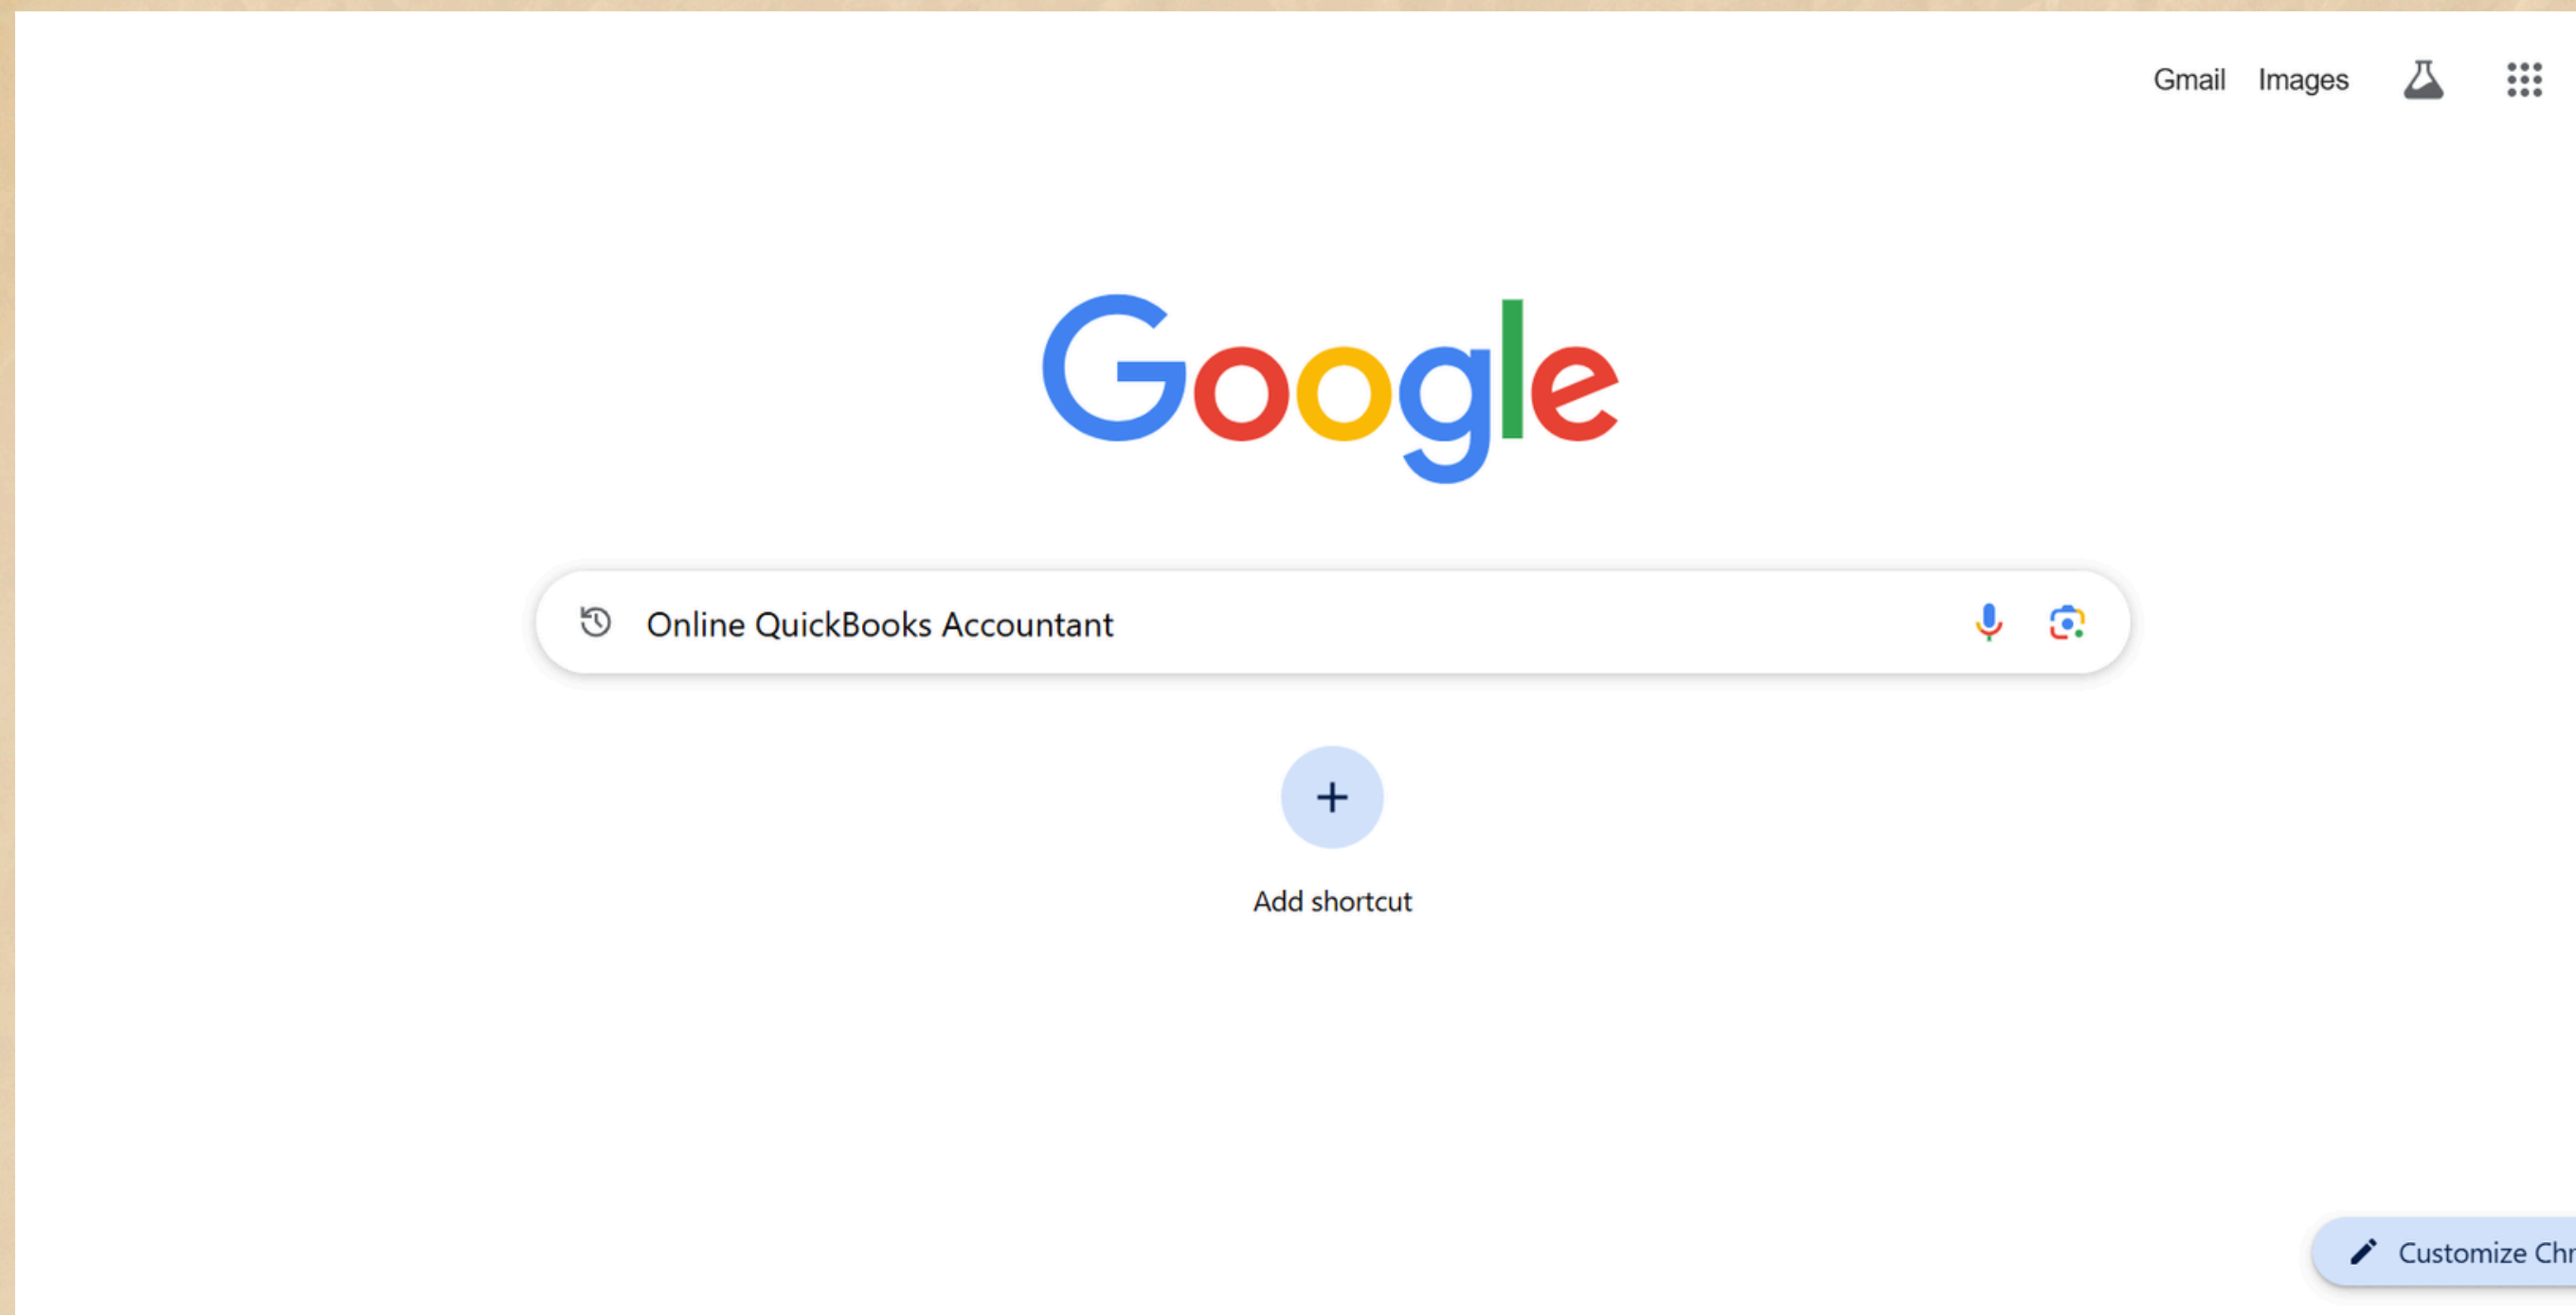 Gmail Images
Google
Online QuickBooks Accountant
Add shortcut
Customize Chr